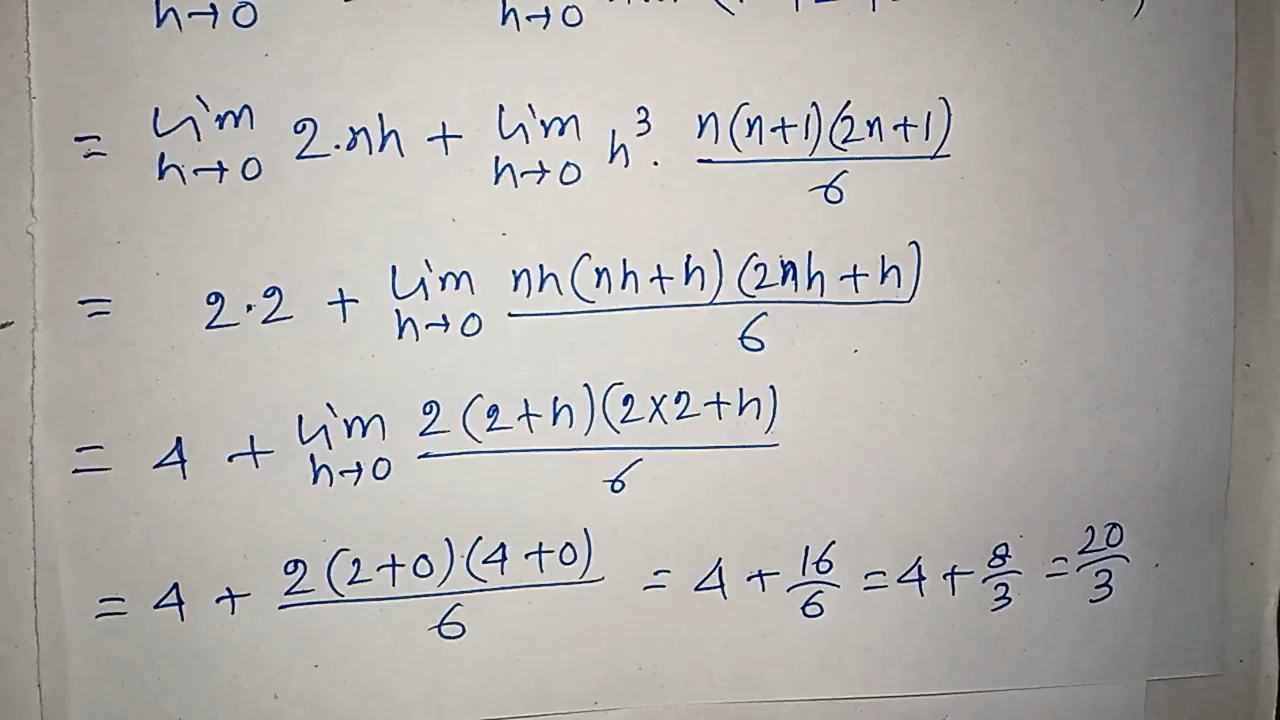 h→0 h→0
= lim h→0 2.nh + lim h→0 h³. n(n+1)(2n+1)/6
= 2.2 + lim h→0 nh(nh+h)(2nh+h)/6
= 4 + lim h→0 2(2+h)(2×2+h)/6
= 4 + 2(2+0)(4+0)/6 = 4 + 16/6 = 4 + 8/3 = 20/3